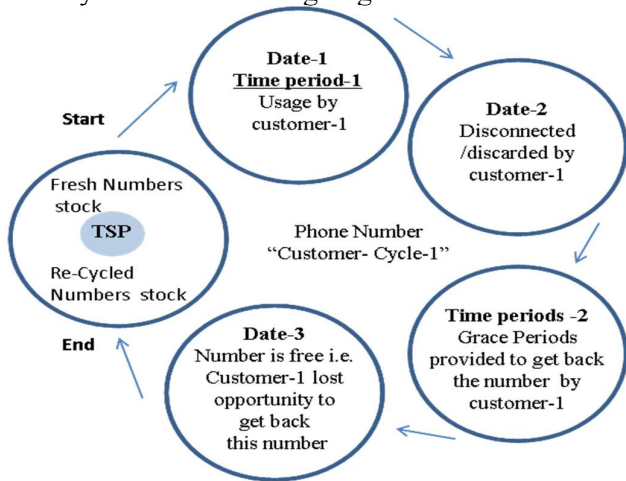 Date-1
Time period-1
Usage by
customer-1
Date-2
Disconnected
/discarded by
customer-1
Start
Fresh Numbers
stock
TSP
Re-Cycled
Numbers stock
Phone Number
“Customer- Cycle-1”
Time periods -2
Grace Periods
provided to get back
the number by
customer-1
Date-3
Number is free i.e.
Customer-1 lost
opportunity to
get back
this number
End